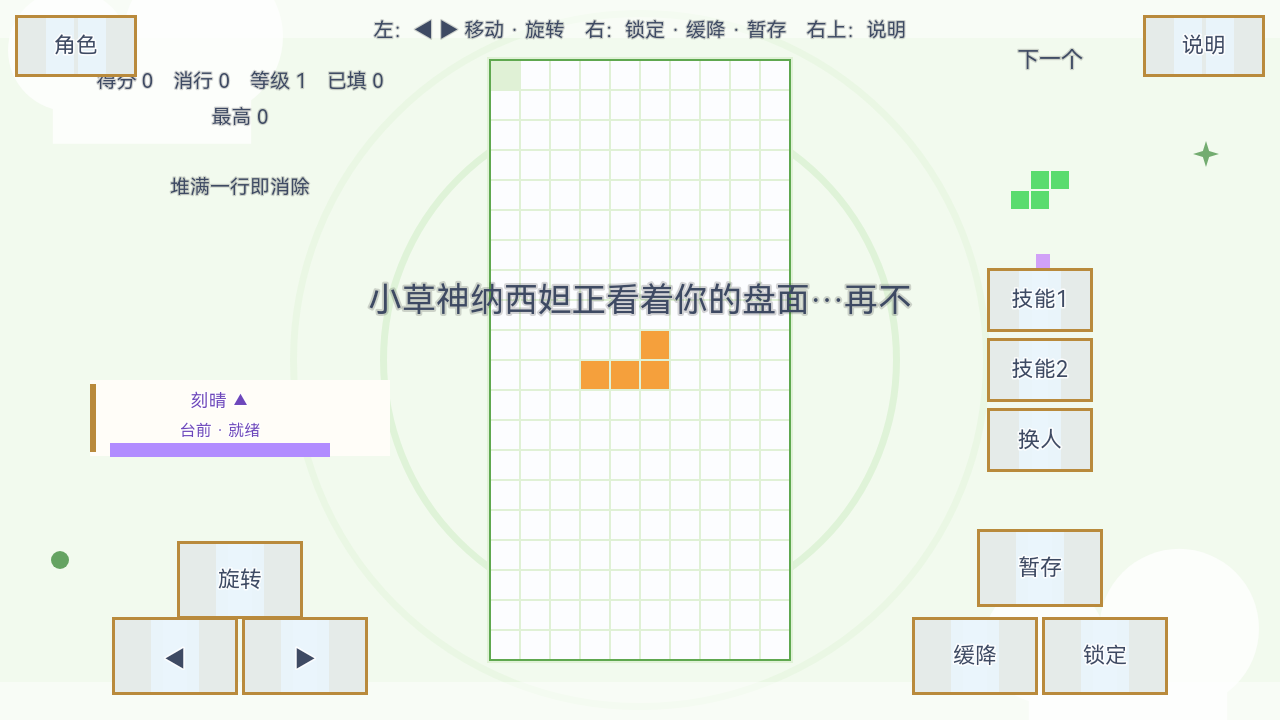 左：◀ ▶ 移动 · 旋转　右：锁定 · 缓降 · 暂存　右上：说明
角色
说明
得分 0　消行 0　等级 1　已填 0
最高 0
下一个
堆满一行即消除
小草神纳西妲正看着你的盘面…再不
技能1
技能2
换人
刻晴 ▲
台前 · 就绪
旋转
◀
▶
暂存
缓降
锁定